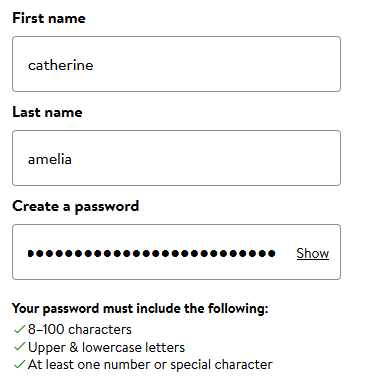 First name
catherine
Last name
amelia
Create a password
Show
Your password must include the following:
8–100 characters
Upper & lowercase letters
At least one number or special character